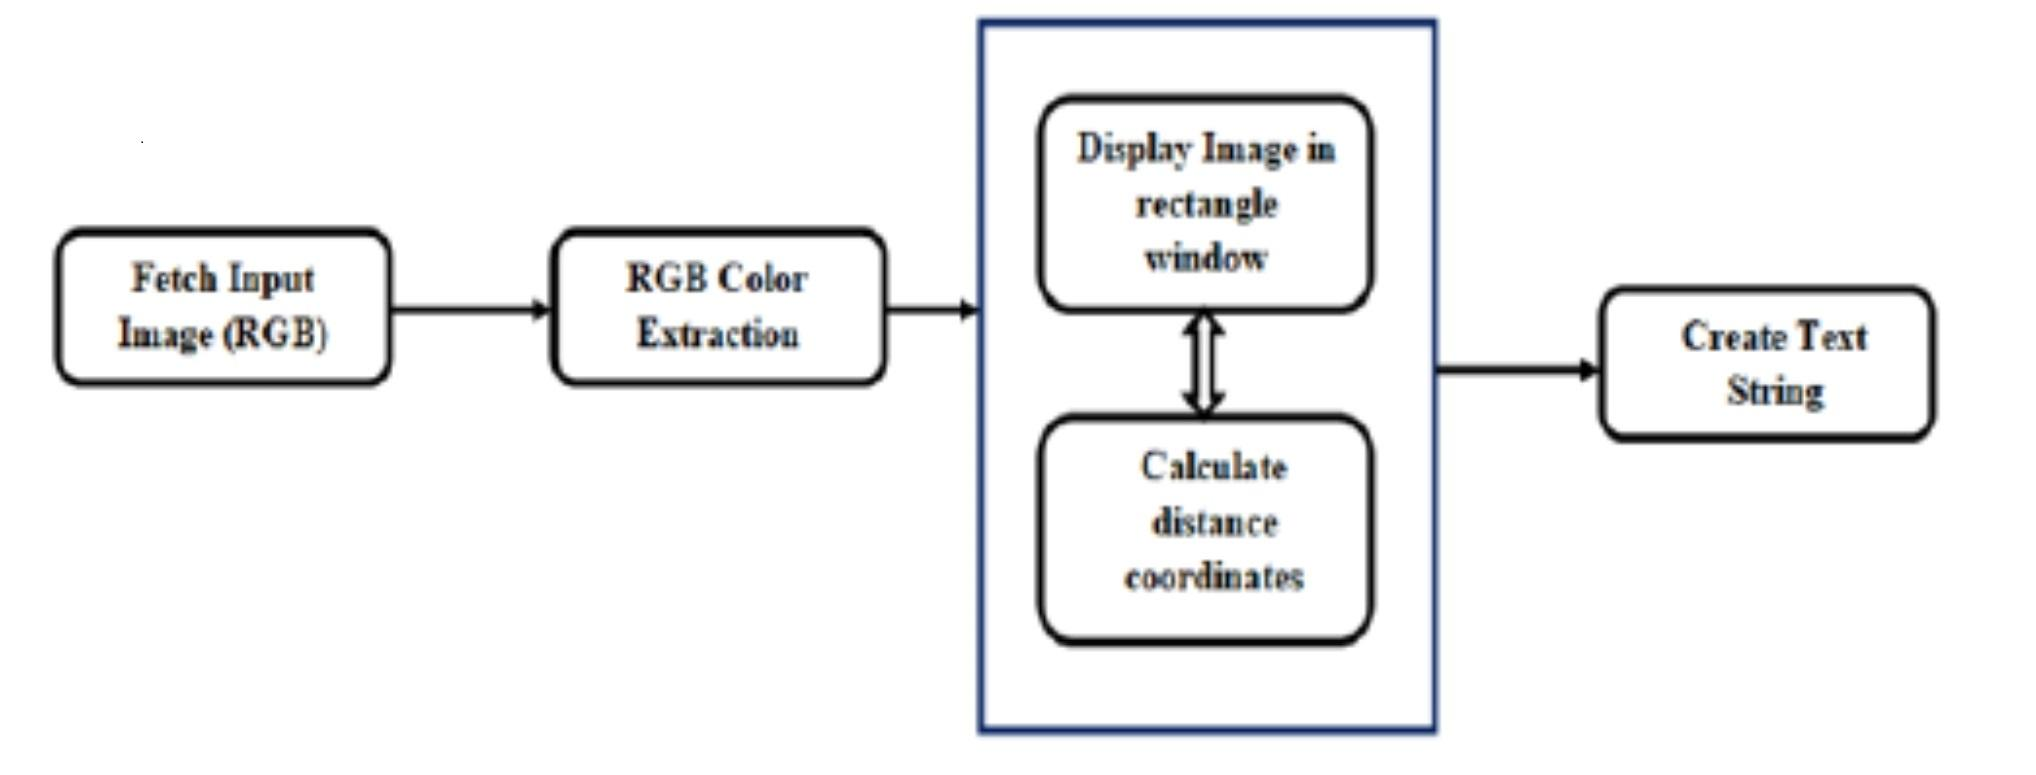 Fetch Input
Image (RGB)
RGB Color
Extraction
Display Image in
rectangle
window
Calculate
distance
coordinates
Create Text
String